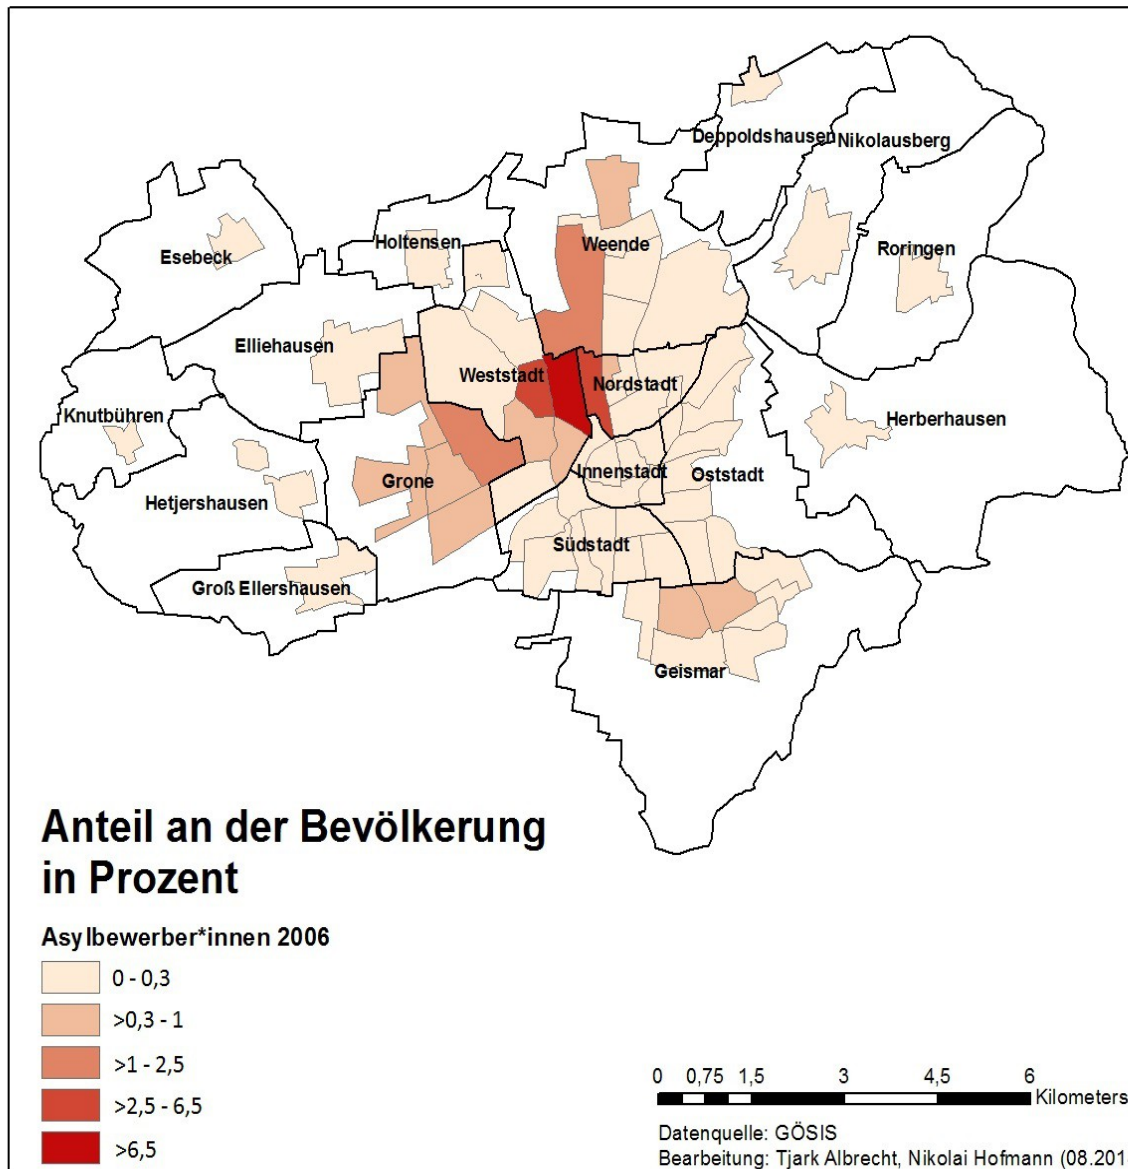 Deppoldshausen
Nikolausberg
Holtensen
Weende
Roringen
Esebeck
Elliehausen
Weststadt
Nordstadt
Knutbühren
Herberhausen
Innenstadt
Oststadt
Grone
Hetjershausen
Südstadt
Groß Ellershausen
Geismar
Anteil an der Bevölkerung
in Prozent
Asylbewerber*innen 2006
0 - 0,3
>0,3 - 1
>1 - 2,5
>2,5 - 6,5
>6,5
0 0,75 1,5 3 4,5 6
Kilometers
Datenquelle: GÖSIS
Bearbeitung: Tjark Albrecht, Nikolai Hofmann